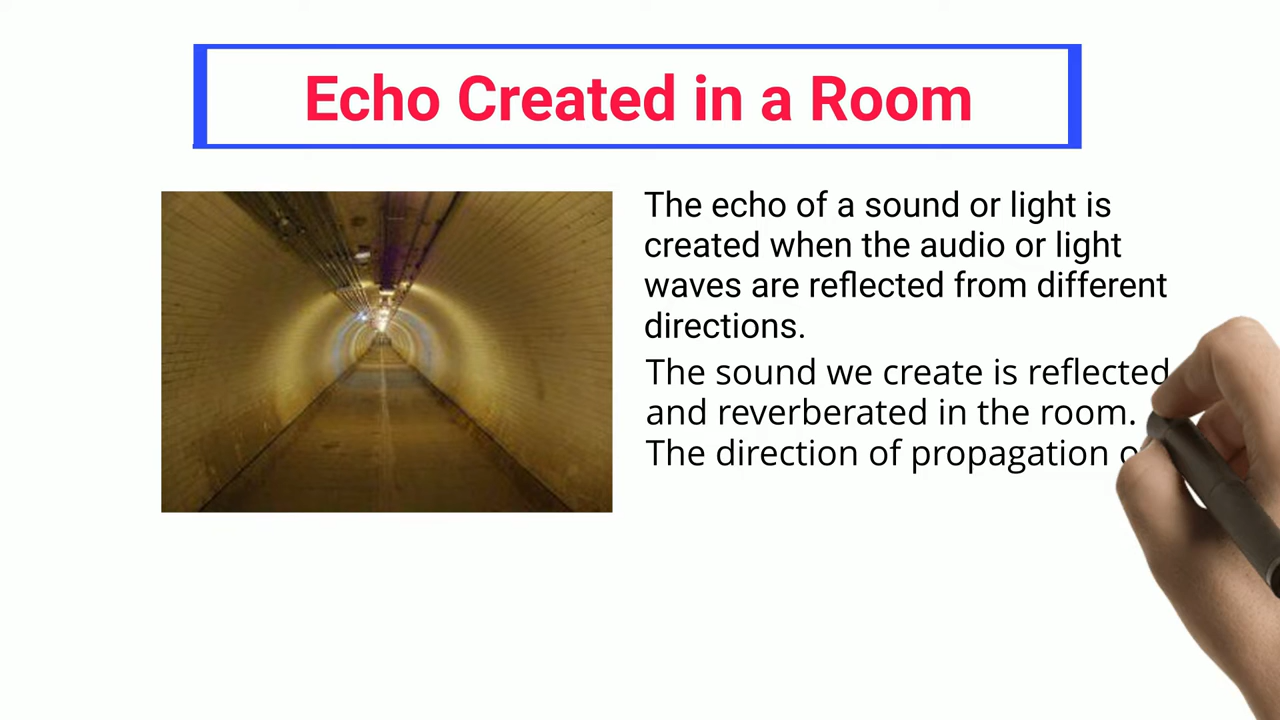 Echo Created in a Room
The echo of a sound or light is
created when the audio or light
waves are reflected from different
directions.
The sound we create is reflected
and reverberated in the room.
The direction of propagation